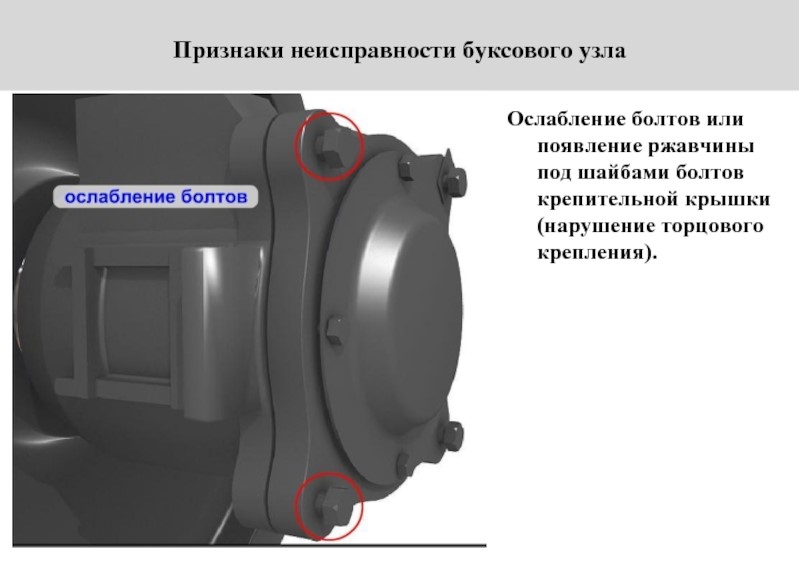 Признаки неисправности буксового узла
ослабление болтов
Ослабление болтов или
появление ржавчины
под шайбами болтов
крепительной крышки
(нарушение торцового
крепления).